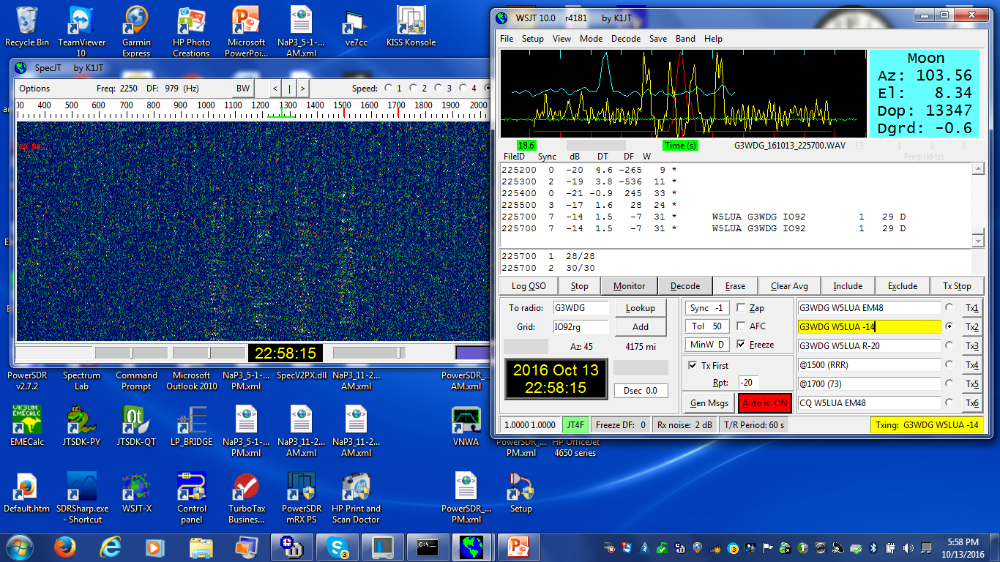 Recycle Bin
TeamViewer 10
Garmin Express
HP Photo Creations
Microsoft PowerPoi...
NaP3_5-1-... AM.xml
ve7cc
KISS Konsole
SpecJT by K1JT
Options Freq: 2250 DF: 979 (Hz) BW < | > Speed: 1 2 3 4
400 500 600 700 800 900 1000 1100 1200 1300 1400 1500 1600 1700 1800 1900 2000
22:58:15
WSJT 10.0 r4181 by K1JT
File Setup View Mode Decode Save Band Help
Moon
Az: 103.56
El: 8.34
Dop: 13347
Dgrd: -0.6
18.6 Time (s) G3WDG_161013_225700.WAV F3 1 2 3
FileID Sync dB DT DF W Freq (kHz)
225200 0 -20 4.6 -265 9 *
225300 2 -19 3.8 -536 11 *
225400 0 -21 -0.9 245 33 *
225500 3 -17 1.6 28 24 *
225700 7 -14 1.5 -7 31 * W5LUA G3WDG IO92 1 29 D
225700 7 -14 1.5 -7 31 * W5LUA G3WDG IO92 1 29 D
225700 1 28/28
225700 2 30/30
Log QSO Stop Monitor Decode Erase Clear Avg Include Exclude Tx Stop
To radio: G3WDG Lookup
Grid: IO92rg Add
Az: 45 4175 mi
2016 Oct 13
22:58:15
Dsec 0.0
Sync -1 Zap
Tol 50 AFC
MinW D Freeze
Tx First
Rpt: -20
Gen Msgs Auto is ON
G3WDG W5LUA EM48 Tx1
G3WDG W5LUA -14 Tx2
G3WDG W5LUA R-20 Tx3
@1500 (RRR) Tx4
@1700 (73) Tx5
CQ W5LUA EM48 Tx6
1.0000 1.0000 JT4F Freeze DF: 0 Rx noise: 2 dB T/R Period: 60 s Txing: G3WDG W5LUA -14
PowerSDR v2.7.2
Spectrum Lab
Command Prompt
Microsoft Outlook 2010
NaP3_5-1-... PM.xml
SpecV2PX.dll
NaP3_11-2... AM.xml
PowerSDR_... AM.xml
VK3UM EMECALC
EMECalc
JTSDK-PY
Qt
JTSDK-QT
LP_BRIDGE
NaP3_5-1-... PM.xml
NaP3_11-2... AM.xml
NaP3_11-2... AM.xml
VNWA
PowerSDR_... PM.xml
HP OfficeJet 4650 series
Default.htm
SDRSharp.exe - Shortcut
WSJT-X
Control panel
TurboTax Busines...
PowerSDR mRX PS
HP Print and Scan Doctor
PowerSDR_... PM.xml
Setup
5:58 PM
10/13/2016